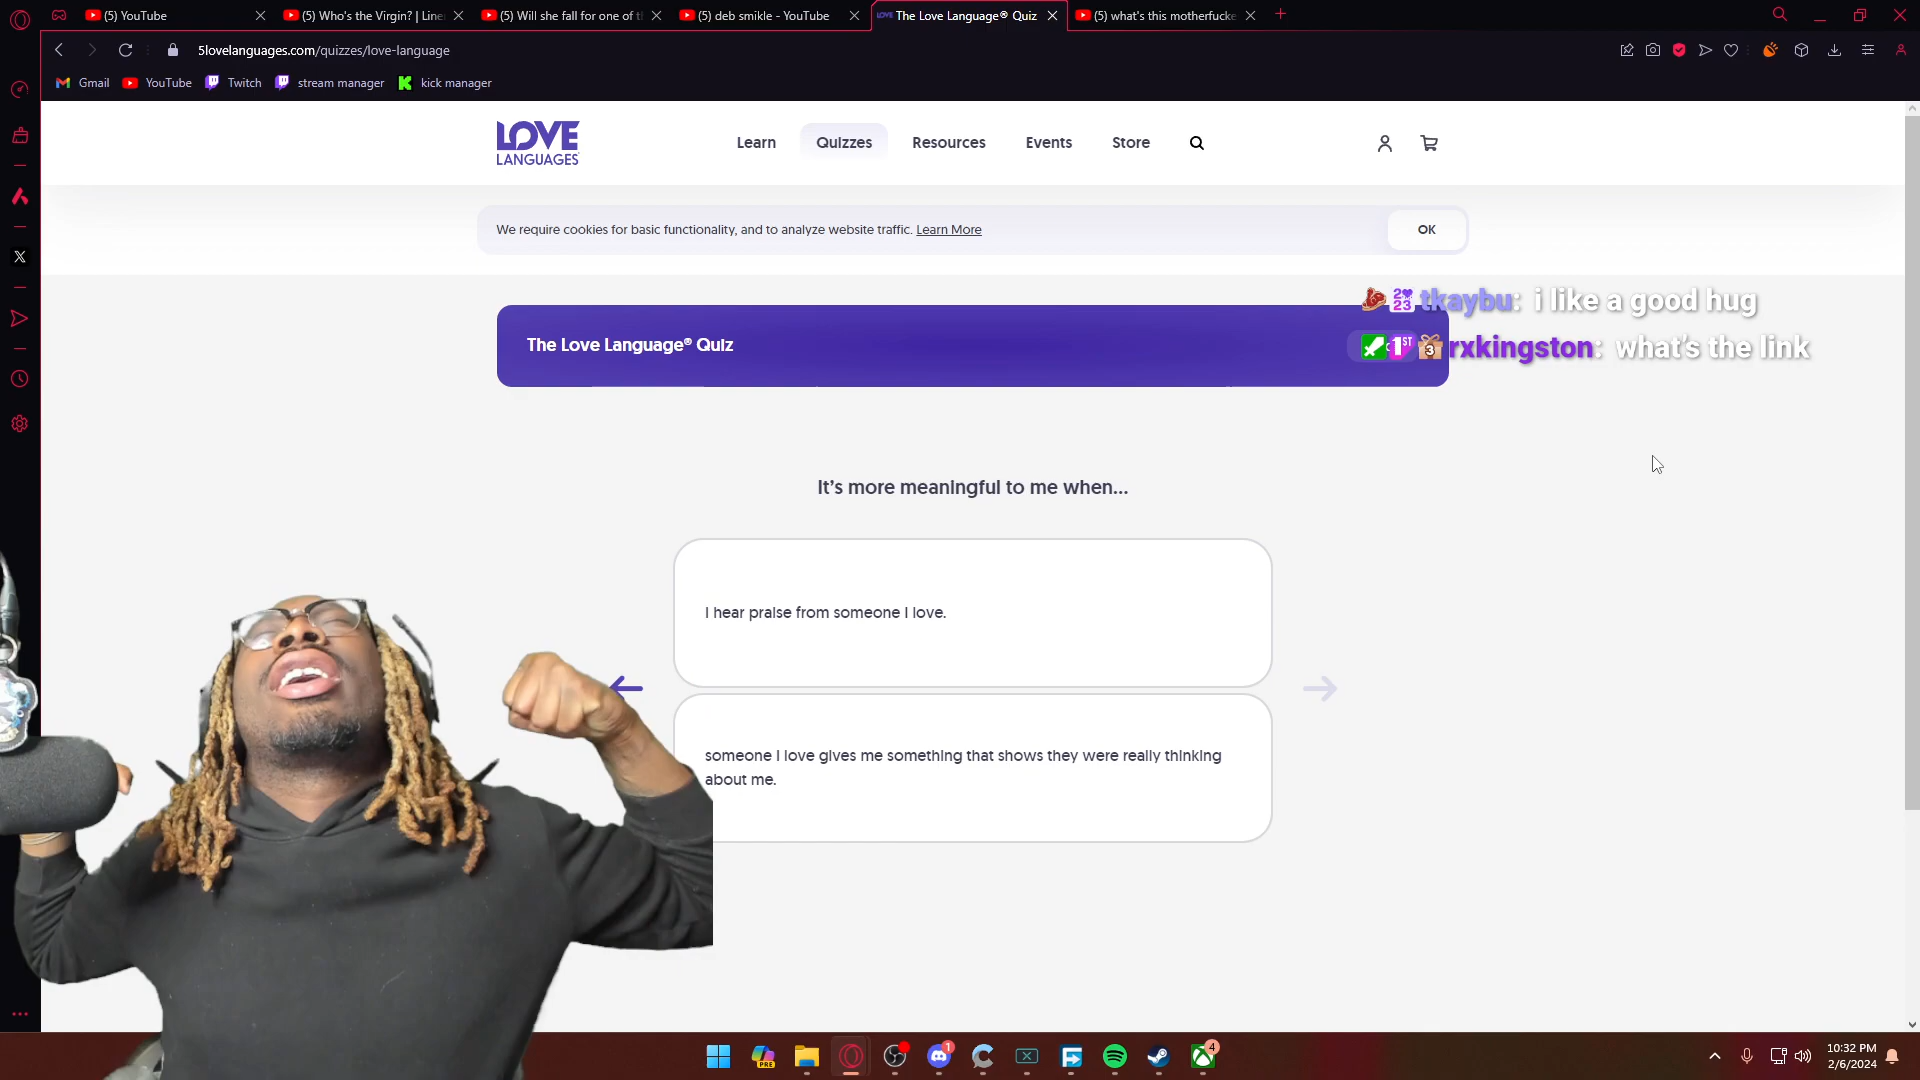 (5) YouTube
(5) Who's the Virgin? | Line
(5) Will she fall for one of t
(5) deb smikle - YouTube
The Love Language® Quiz
(5) what's this motherfucke
5lovelanguages.com/quizzes/love-language
Gmail
YouTube
Twitch
stream manager
kick manager
LOVE
LANGUAGES
Learn
Quizzes
Resources
Events
Store
We require cookies for basic functionality, and to analyze website traffic. Learn More
OK
tkaybu: i like a good hug
The Love Language® Quiz
rxkingston: what's the link
It's more meaningful to me when...
I hear praise from someone I love.
someone I love gives me something that shows they were really thinking
about me.
10:32 PM
2/6/2024